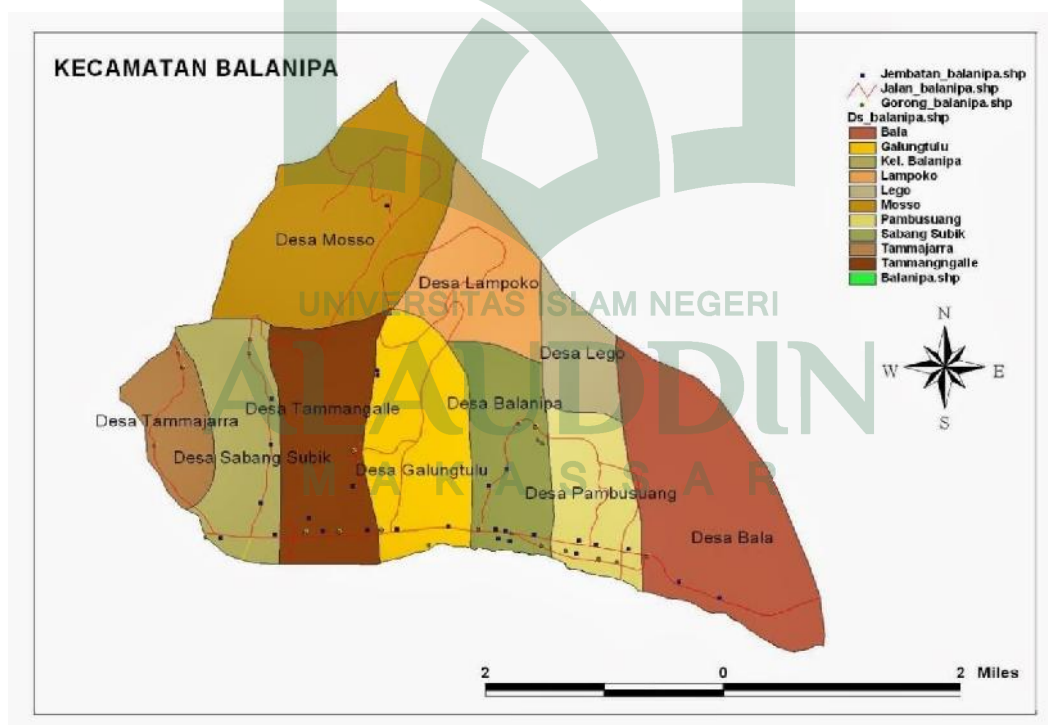 KECAMATAN BALANIPA
Jembatan_balanipa.shp
Jalan_balanipa.shp
Gorong_balanipa.shp
Ds_balanipa.shp
Bala
Galungtulu
Kel. Balanipa
Lampoko
Lego
Mosso
Pambusuang
Sabang Subik
Tammajarra
Tammangngalle
Balanipa.shp
Desa Mosso
Desa Lampoko
UNIVERSITAS ISLAM NEGERI
N
W E
S
Desa Lego
ALAUDDIN
Desa Tammangalle
Desa Balanipa
Desa Tammajarra
Desa Sabang Subik
Desa Galungtulu
MAKASSAR
Desa Pambusuang
Desa Bala
2 0 2 Miles